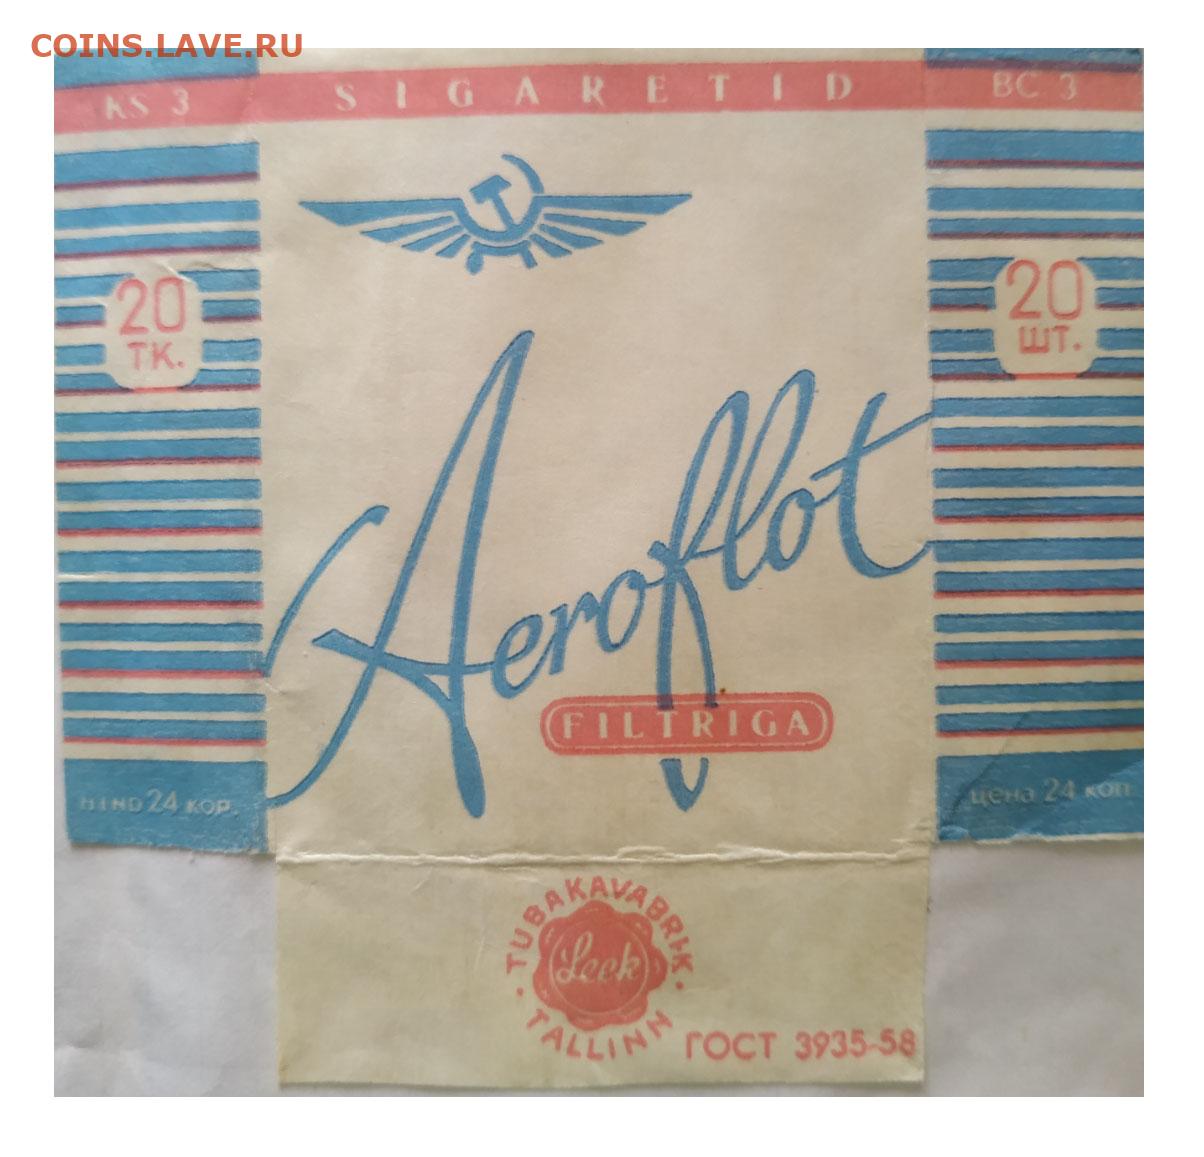 COINS.LAVE.RU
KS 3
SIGARETID
ВС 3
20
TK.
20
ШТ.
Aeroflot
FILTRIGA
HIND 24 KOP.
цена 24 коп.
TUBAKAVABRIK
Leek
TALLINN
ГОСТ 3935-58